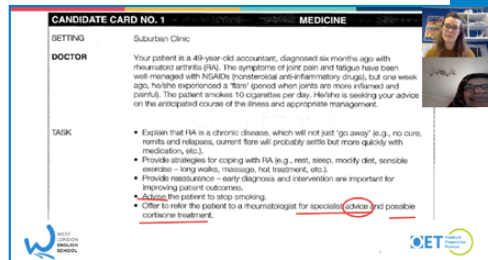 CANDIDATE CARD NO. 1
MEDICINE
SETTING Suburban Clinic
DOCTOR Your patient is a 49-year-old accountant, diagnosed six months ago with
rheumatoid arthritis (RA). The symptoms of joint pain and fatigue have been
well-managed with NSAIDs (nonsteroidal anti-inflammatory drugs), but one week
ago, he/she experienced a 'flare' (period when joints are more inflamed and
painful). The patient smokes 10 cigarettes per day. He/she is seeking your advice
on the anticipated course of the illness and appropriate management.
TASK • Explain that RA is a chronic disease, which will not just 'go away' (e.g., no cure,
remits and relapses, current flare will probably settle but more quickly with
medication, etc.).
• Provide strategies for coping with RA (e.g., rest, sleep, modify diet, sensible
exercise – long walks, massage, hot treatment, etc.).
• Provide reassurance – early diagnosis and intervention are important for
improving patient outcomes.
• Advise the patient to stop smoking.
• Offer to refer the patient to a rheumatologist for specialist advice and possible
cortisone treatment.
WEST
LONDON
ENGLISH
SCHOOL
OET
Premium
Preparation
Provider